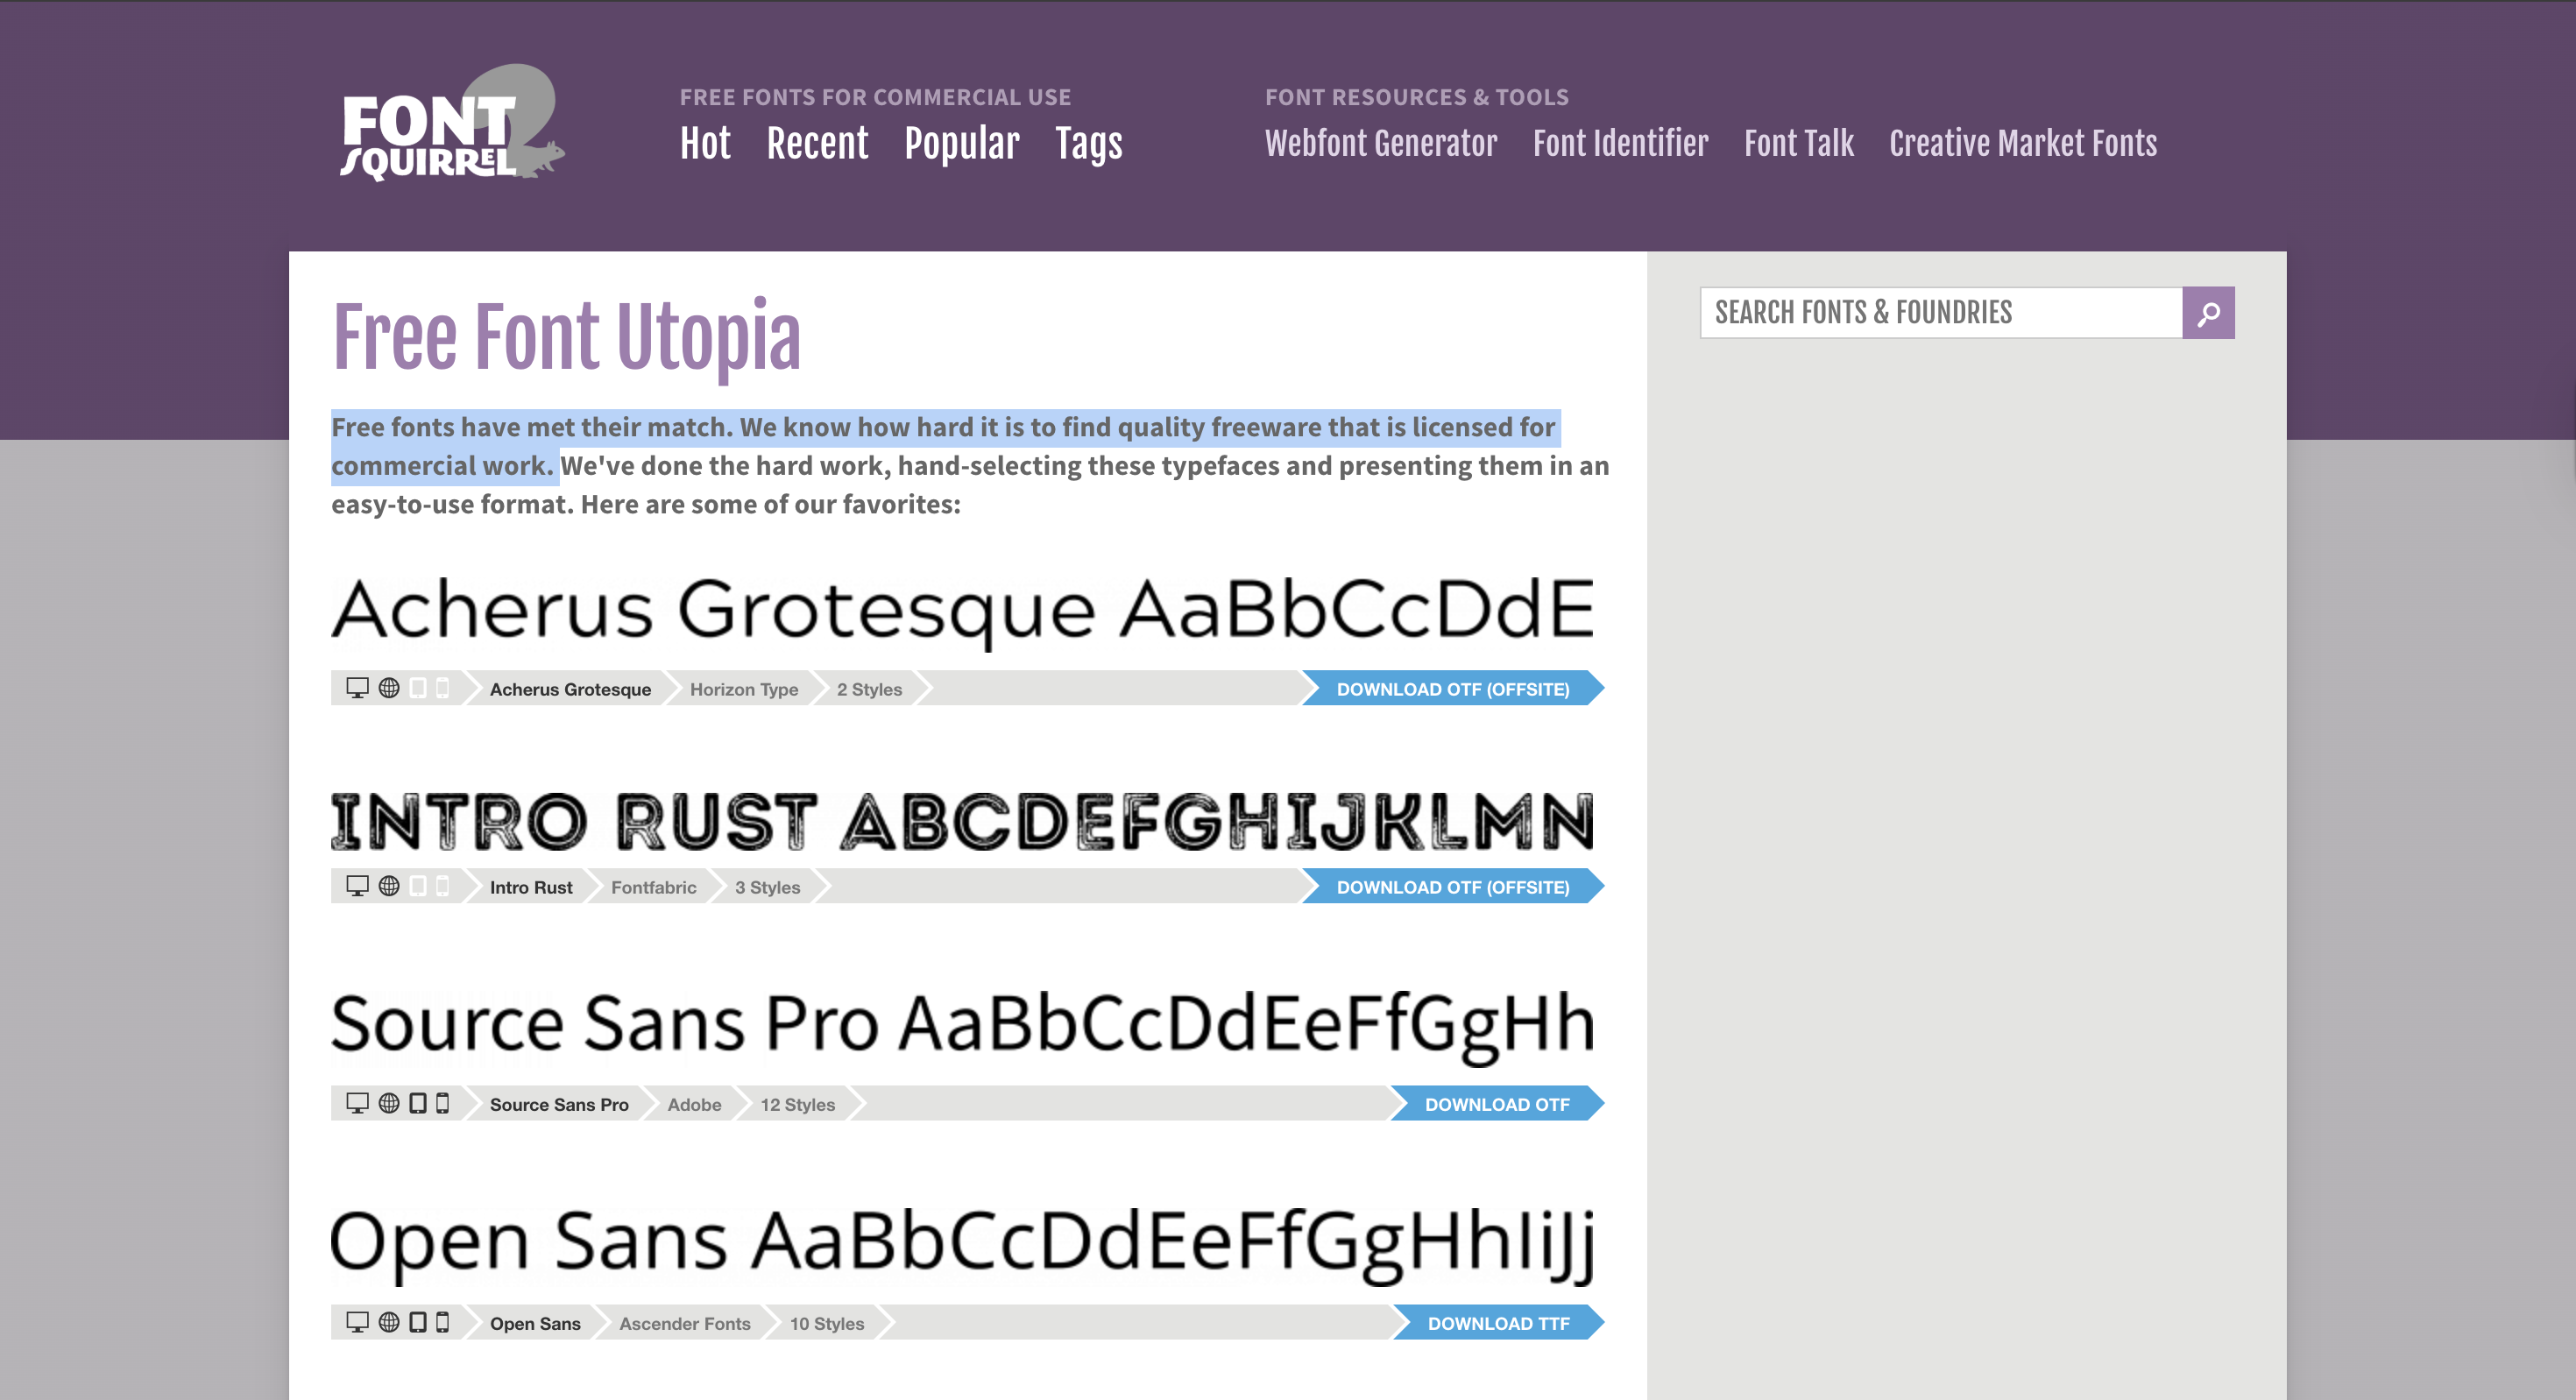 FONT
SQUIRREL
FREE FONTS FOR COMMERCIAL USE
Hot Recent Popular Tags
FONT RESOURCES & TOOLS
Webfont Generator Font Identifier Font Talk Creative Market Fonts
Free Font Utopia
SEARCH FONTS & FOUNDRIES
Free fonts have met their match. We know how hard it is to find quality freeware that is licensed for
commercial work. We've done the hard work, hand-selecting these typefaces and presenting them in an
easy-to-use format. Here are some of our favorites:
Acherus Grotesque AaBbCcDdE
Acherus Grotesque Horizon Type 2 Styles DOWNLOAD OTF (OFFSITE)
INTRO RUST ABCDEFGHIJKLMN
Intro Rust Fontfabric 3 Styles DOWNLOAD OTF (OFFSITE)
Source Sans Pro AaBbCcDdEeFfGgHh
Source Sans Pro Adobe 12 Styles DOWNLOAD OTF
Open Sans AaBbCcDdEeFfGgHhIiJj
Open Sans Ascender Fonts 10 Styles DOWNLOAD TTF